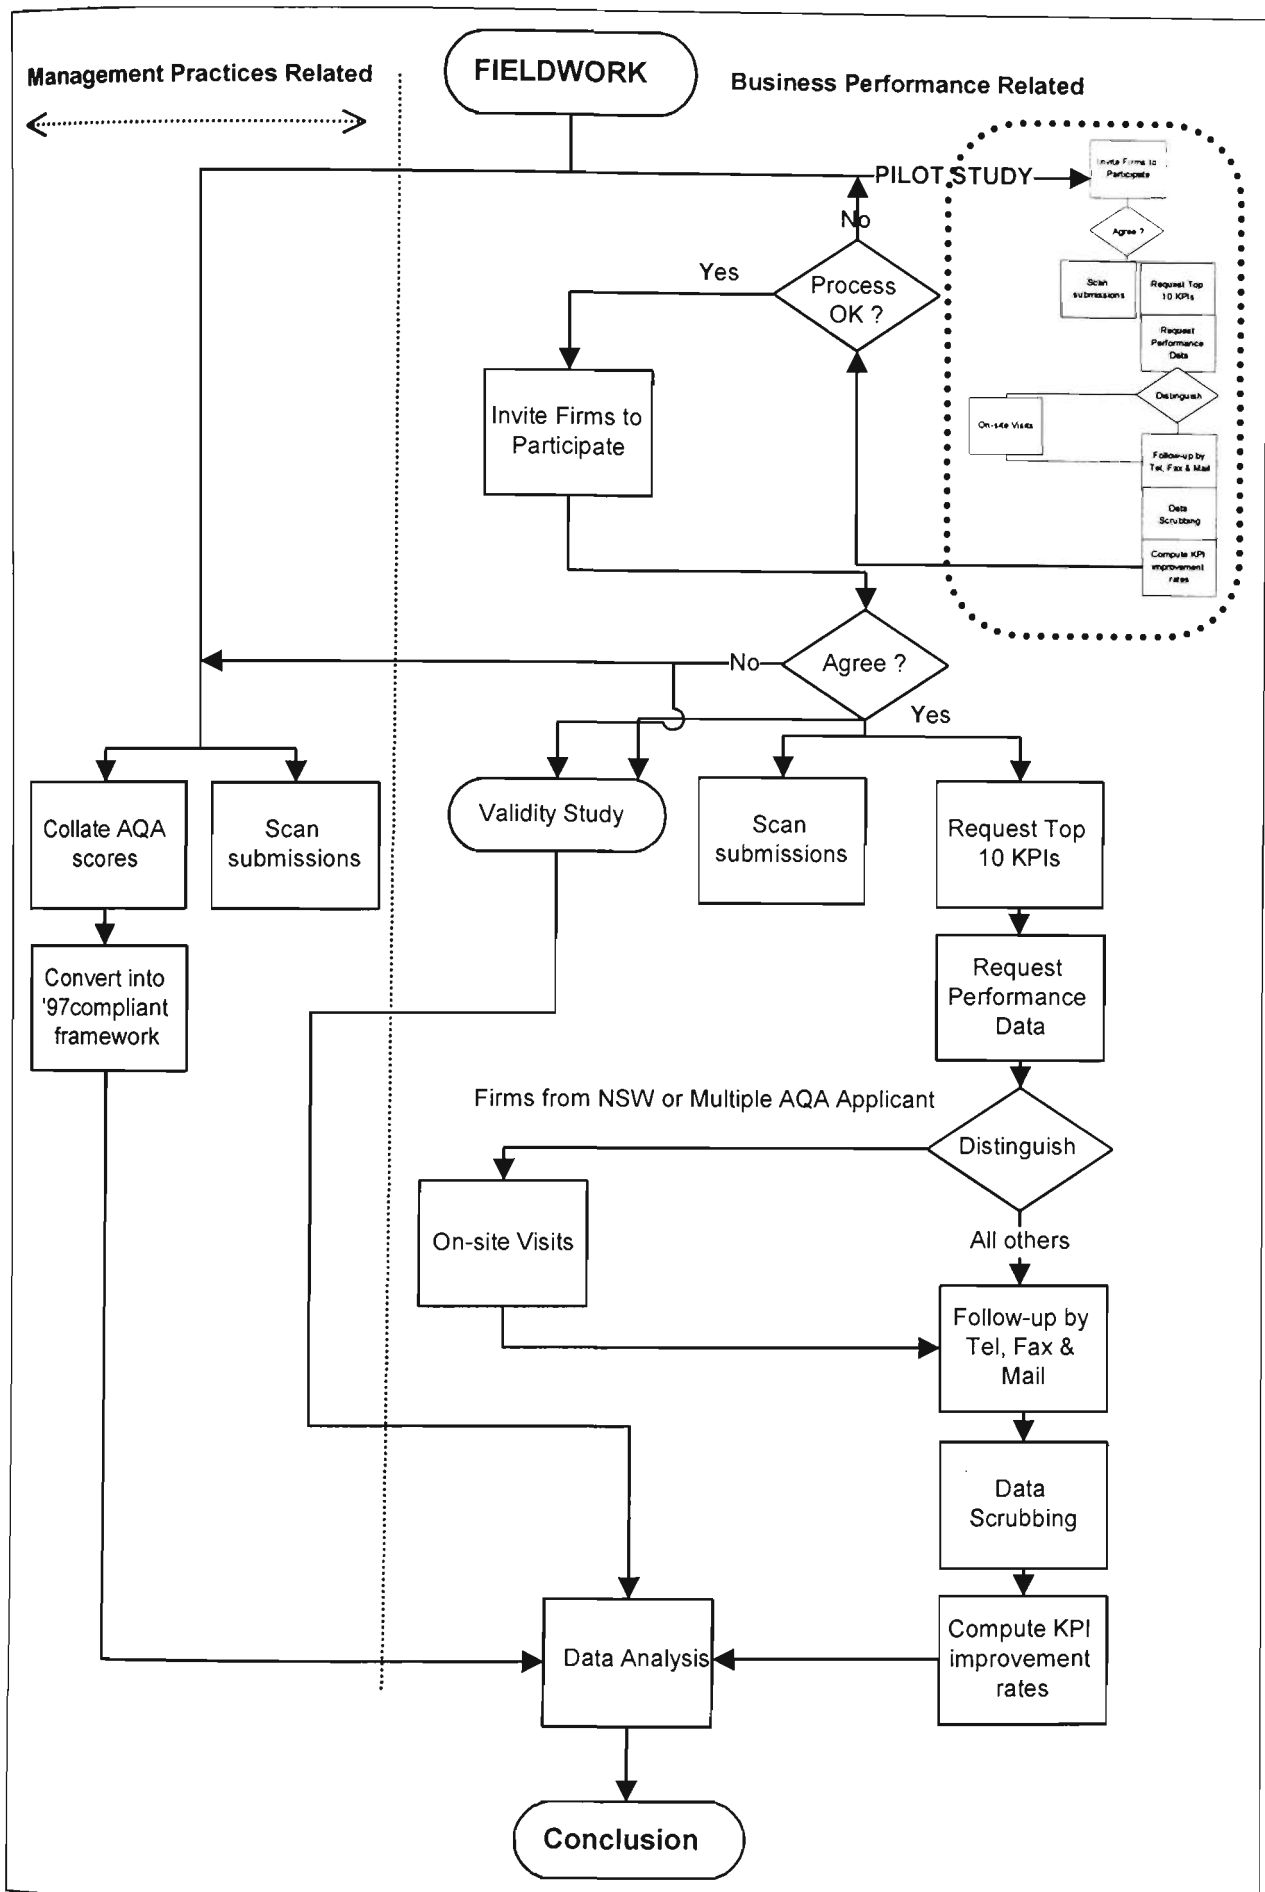 FIELDWORK
Management Practices Related
Business Performance Related
PILOT STUDY
Invite Firms to
Participate
Agree ?
Scan
submissions
Request Top
10 KPIs
Request
Performance
Data
Distinguish
On-site Visits
Follow-up by
Tel, Fax & Mail
Data
Scrubbing
Compute KPI
improvement
rates
No
Process
OK ?
Yes
Invite Firms to
Participate
Agree ?
No
Yes
Collate AQA
scores
Scan
submissions
Validity Study
Scan
submissions
Request Top
10 KPIs
Convert into
'97compliant
framework
Request
Performance
Data
Firms from NSW or Multiple AQA Applicant
Distinguish
On-site Visits
All others
Follow-up by
Tel, Fax &
Mail
Data
Scrubbing
Compute KPI
improvement
rates
Data Analysis
Conclusion